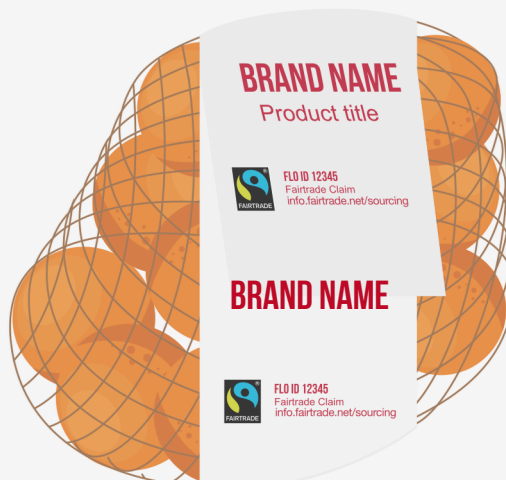 BRAND NAME
Product title
FLO ID 12345
Fairtrade Claim
info.fairtrade.net/sourcing
FAIRTRADE
BRAND NAME
FLO ID 12345
Fairtrade Claim
info.fairtrade.net/sourcing
FAIRTRADE